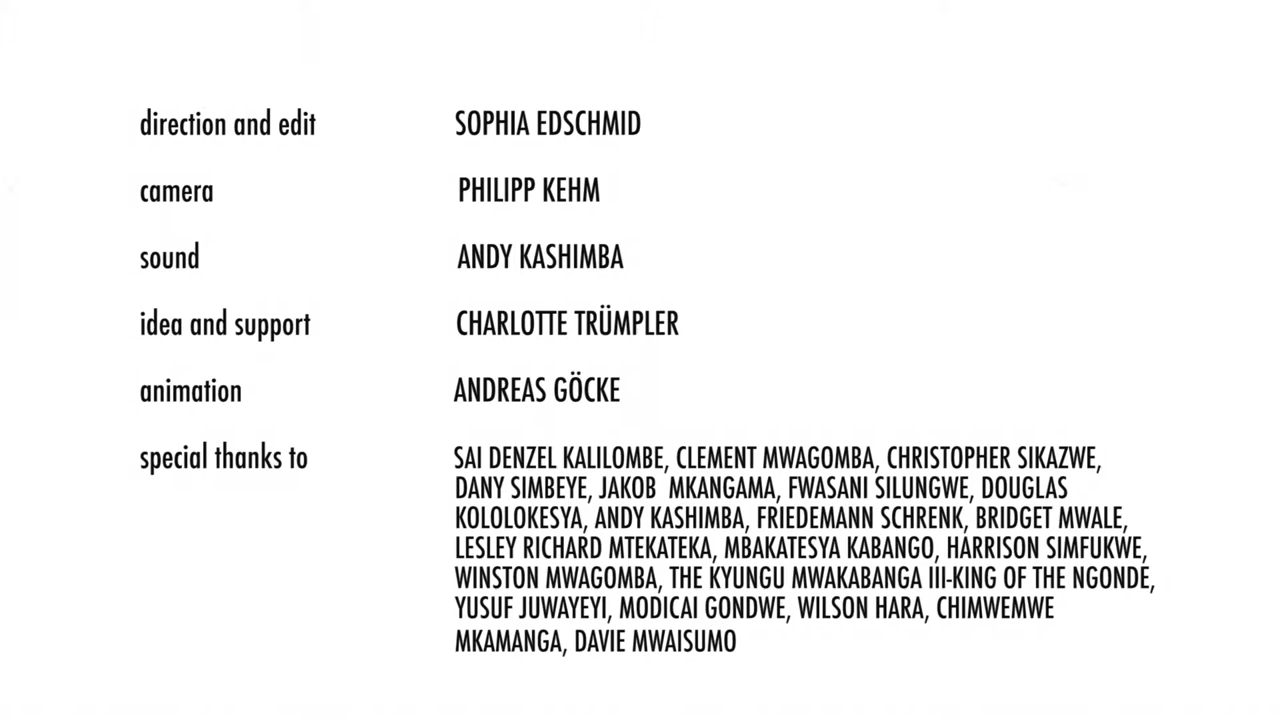 direction and edit SOPHIA EDSCHMID
camera PHILIPP KEHM
sound ANDY KASHIMBA
idea and support CHARLOTTE TRÜMPLER
animation ANDREAS GÖCKE
special thanks to SAI DENZEL KALILOMBE, CLEMENT MWAGOMBA, CHRISTOPHER SIKAZWE,
DANY SIMBEYE, JAKOB MKANGAMA, FWASANI SILUNGWE, DOUGLAS
KOLOLOKESYA, ANDY KASHIMBA, FRIEDEMANN SCHRENK, BRIDGET MWALE,
LESLEY RICHARD MTEKATEKA, MBAKATESYA KABANGO, HARRISON SIMFUKWE,
WINSTON MWAGOMBA, THE KYUNGU MWAKABANGA III-KING OF THE NGONDE,
YUSUF JUWAYEYI, MODICAI GONDWE, WILSON HARA, CHIMWEMWE
MKAMANGA, DAVIE MWAISUMO